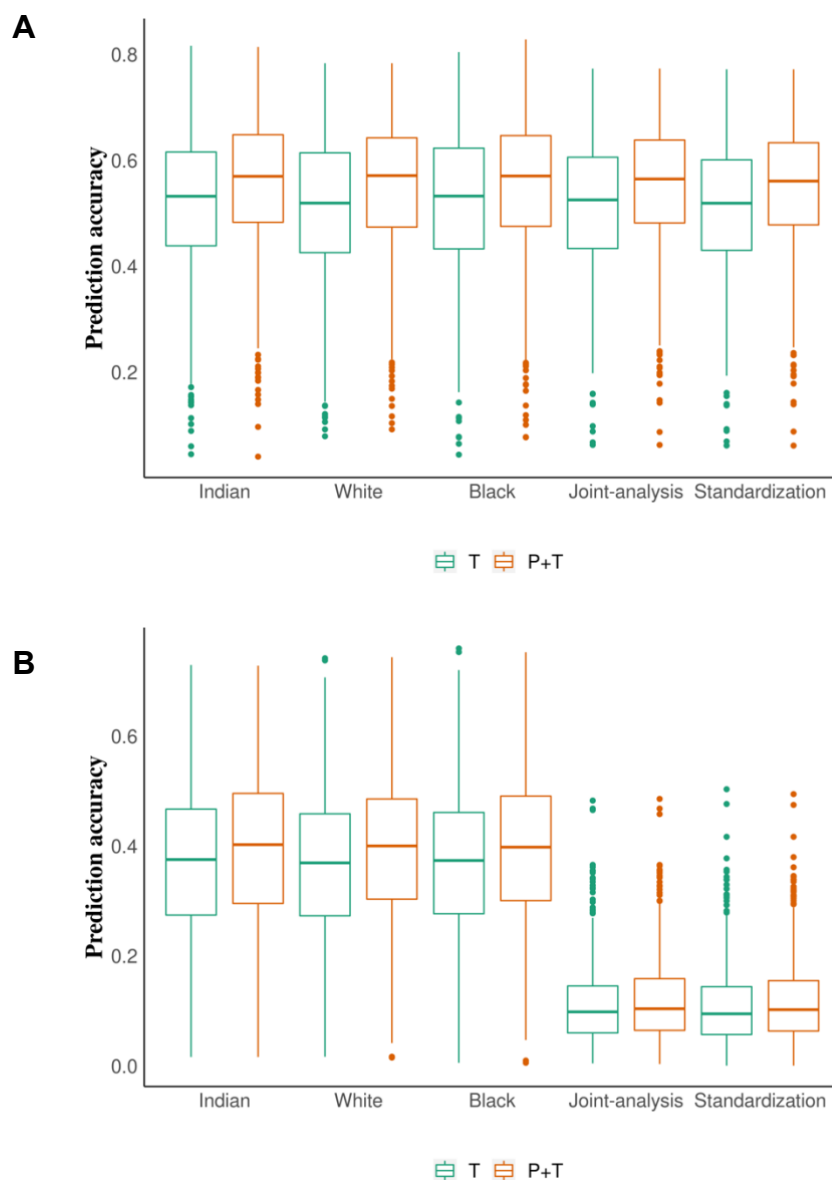 A
Prediction accuracy
0.8
0.6
0.4
0.2
Indian White Black Joint-analysis Standardization
T P+T
B
Prediction accuracy
0.6
0.4
0.2
0.0
Indian White Black Joint-analysis Standardization
T P+T